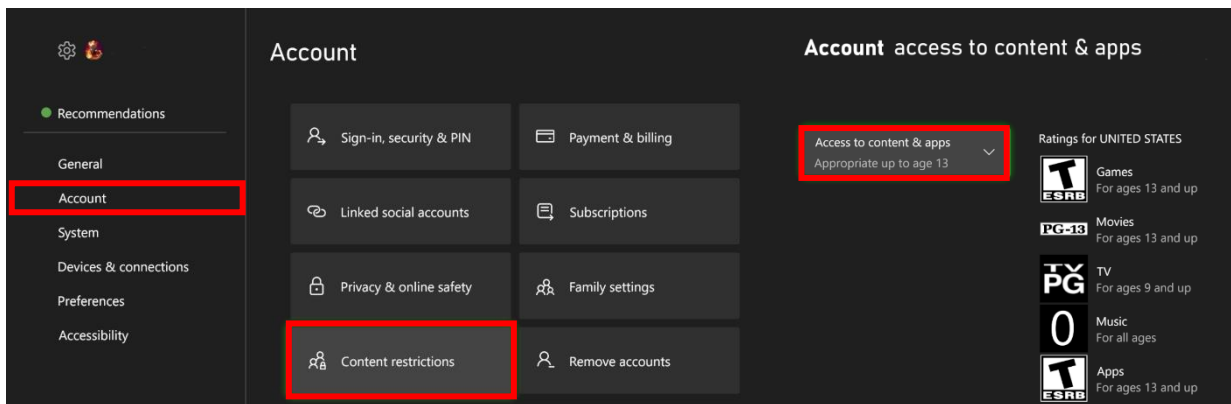 Recommendations
General
Account
System
Devices & connections
Preferences
Accessibility
Account
Sign-in, security & PIN
Payment & billing
Linked social accounts
Subscriptions
Privacy & online safety
Family settings
Content restrictions
Remove accounts
Account access to content & apps
Access to content & apps
Appropriate up to age 13
Ratings for UNITED STATES
T
ESRB
Games
For ages 13 and up
PG-13
Movies
For ages 13 and up
TV
PG
TV
For ages 9 and up
0
Music
For all ages
T
ESRB
Apps
For ages 13 and up